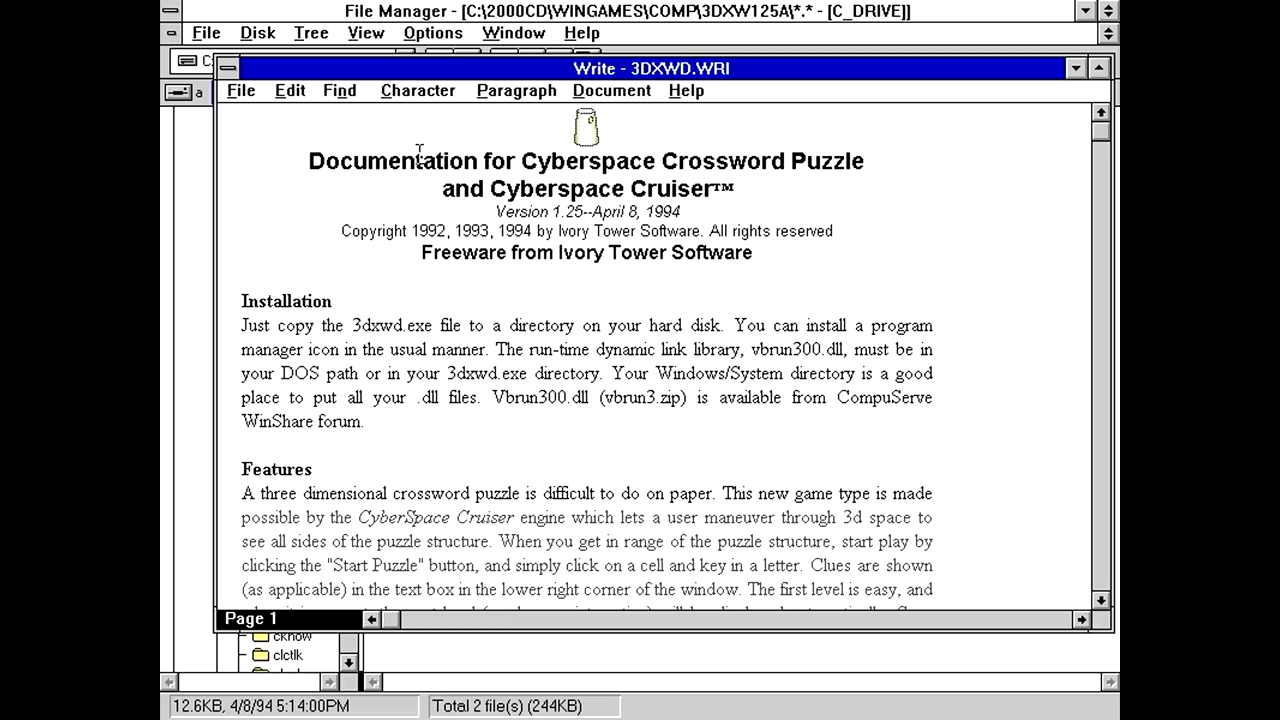 File Manager - [C:\2000CD\WINGAMES\COMP\3DXW125A\*.* - [C_DRIVE]]
File Disk Tree View Options Window Help
Write - 3DXWD.WRI
a
File Edit Find Character Paragraph Document Help
Documentation for Cyberspace Crossword Puzzle
and Cyberspace Cruiser™
Version 1.25--April 8, 1994
Copyright 1992, 1993, 1994 by Ivory Tower Software. All rights reserved
Freeware from Ivory Tower Software
Installation
Just copy the 3dxwd.exe file to a directory on your hard disk. You can install a program
manager icon in the usual manner. The run-time dynamic link library, vbrun300.dll, must be in
your DOS path or in your 3dxwd.exe directory. Your Windows/System directory is a good
place to put all your .dll files. Vbrun300.dll (vbrun3.zip) is available from CompuServe
WinShare forum.
Features
A three dimensional crossword puzzle is difficult to do on paper. This new game type is made
possible by the CyberSpace Cruiser engine which lets a user maneuver through 3d space to
see all sides of the puzzle structure. When you get in range of the puzzle structure, start play by
clicking the "Start Puzzle" button, and simply click on a cell and key in a letter. Clues are shown
(as applicable) in the text box in the lower right corner of the window. The first level is easy, and
Page 1
cknow
clctlk
12.6KB, 4/8/94 5:14:00PM
Total 2 file(s) (244KB)